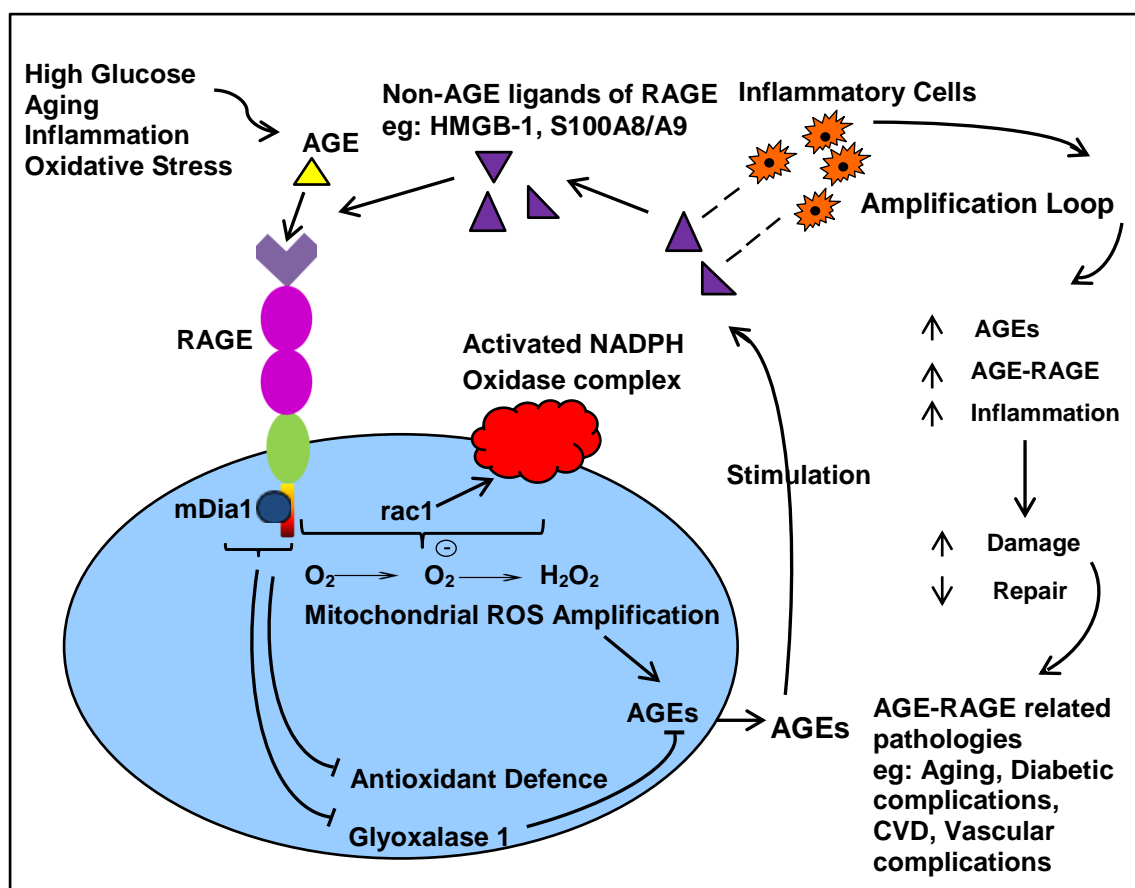 High Glucose
Aging
Inflammation
Oxidative Stress
AGE
Non-AGE ligands of RAGE
eg: HMGB-1, S100A8/A9
Inflammatory Cells
Amplification Loop
RAGE
Activated NADPH
Oxidase complex
AGEs
AGE-RAGE
Inflammation
Stimulation
mDia1
rac1
Damage
Repair
O₂ O₂ H₂O₂
-
Mitochondrial ROS Amplification
AGEs
AGEs
Antioxidant Defence
Glyoxalase 1
AGE-RAGE related
pathologies
eg: Aging, Diabetic
complications,
CVD, Vascular
complications